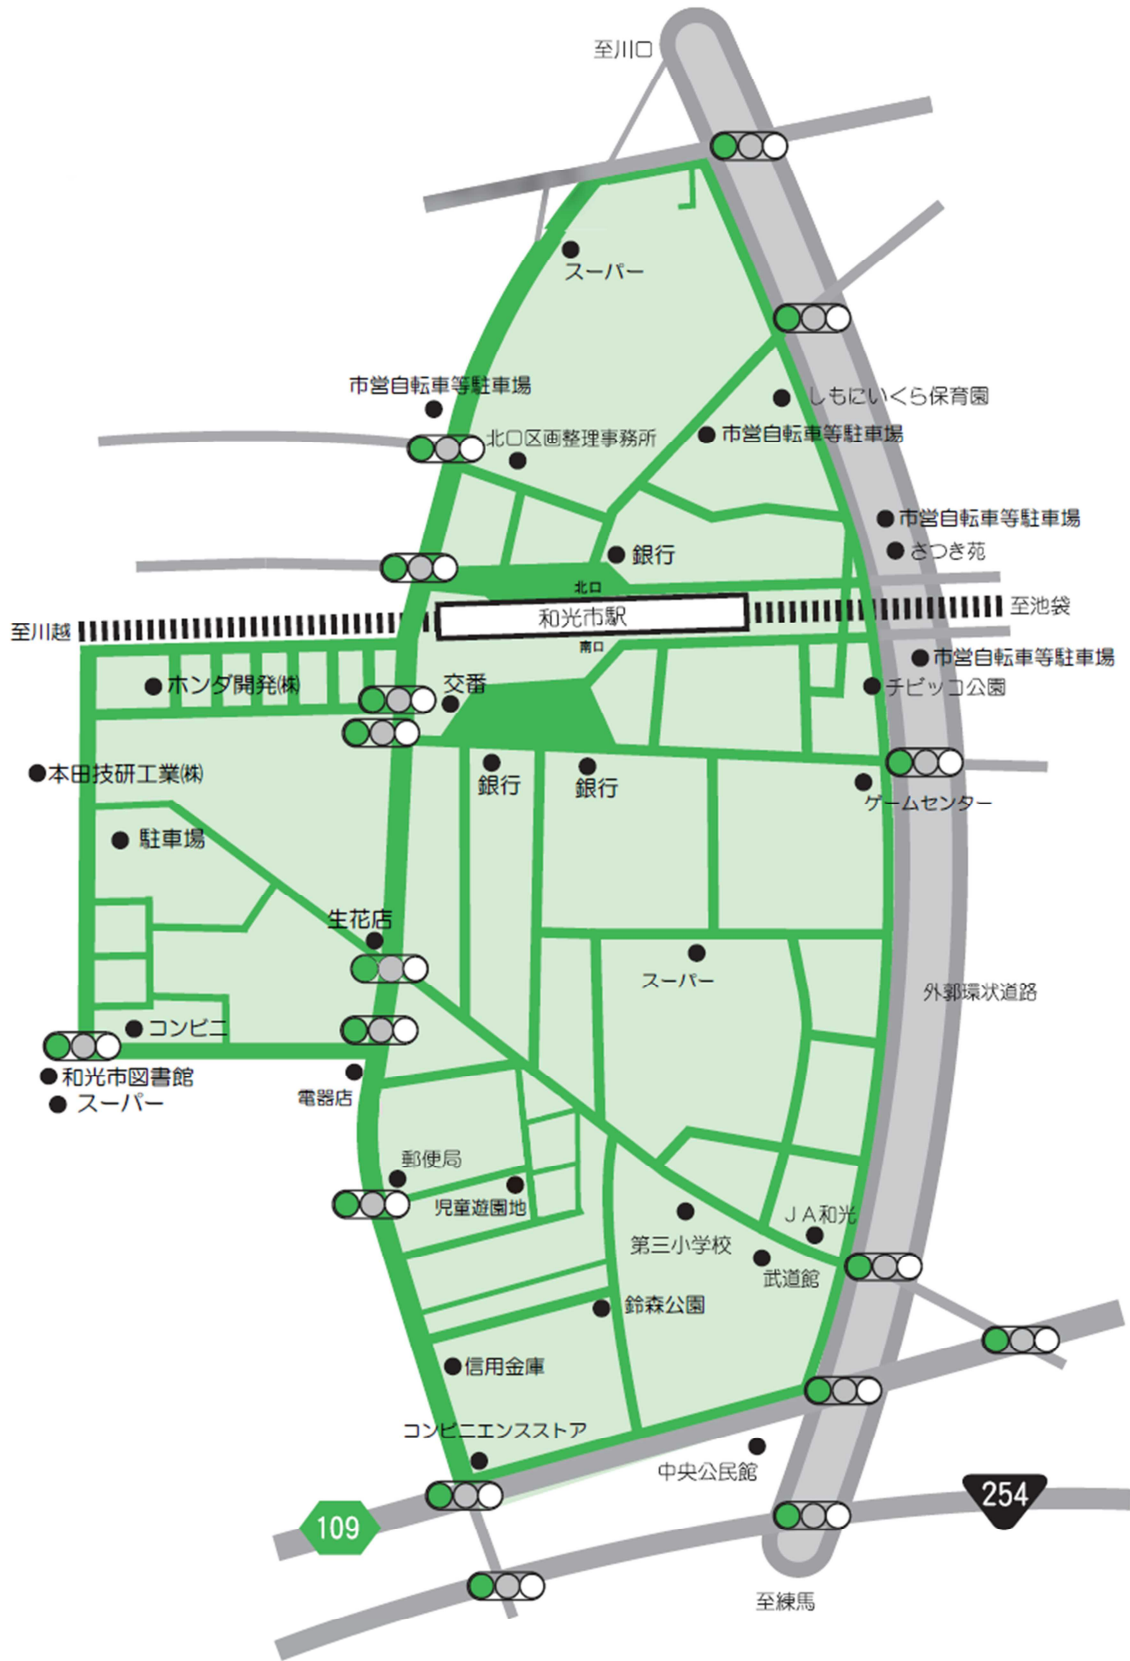 至川口
スーパー
市営自転車等駐車場
しもにいくら保育園
北口区画整理事務所
市営自転車等駐車場
市営自転車等駐車場
銀行
さつき苑
北口
和光市駅
至池袋
至川越
南口
市営自転車等駐車場
ホンダ開発㈱
交番
チビッコ公園
本田技研工業㈱
銀行
銀行
ゲームセンター
駐車場
生花店
スーパー
外郭環状道路
コンビニ
和光市図書館
スーパー
電器店
郵便局
児童遊園地
JA和光
第三小学校
武道館
鈴森公園
信用金庫
コンビニエンスストア
中央公民館
254
109
至練馬